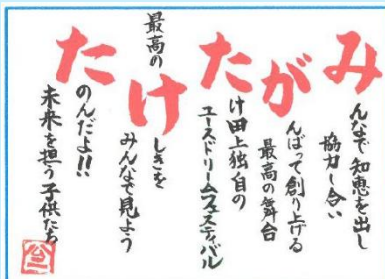 みんなで知恵を出し
協力し合い
がんばって創り上げる
最高の舞台
たけ田上独自の
ユースドリームフェスティバル
最高の
けしきを
みんなで見よう
たのんだよ!!
未来を担う子供たち